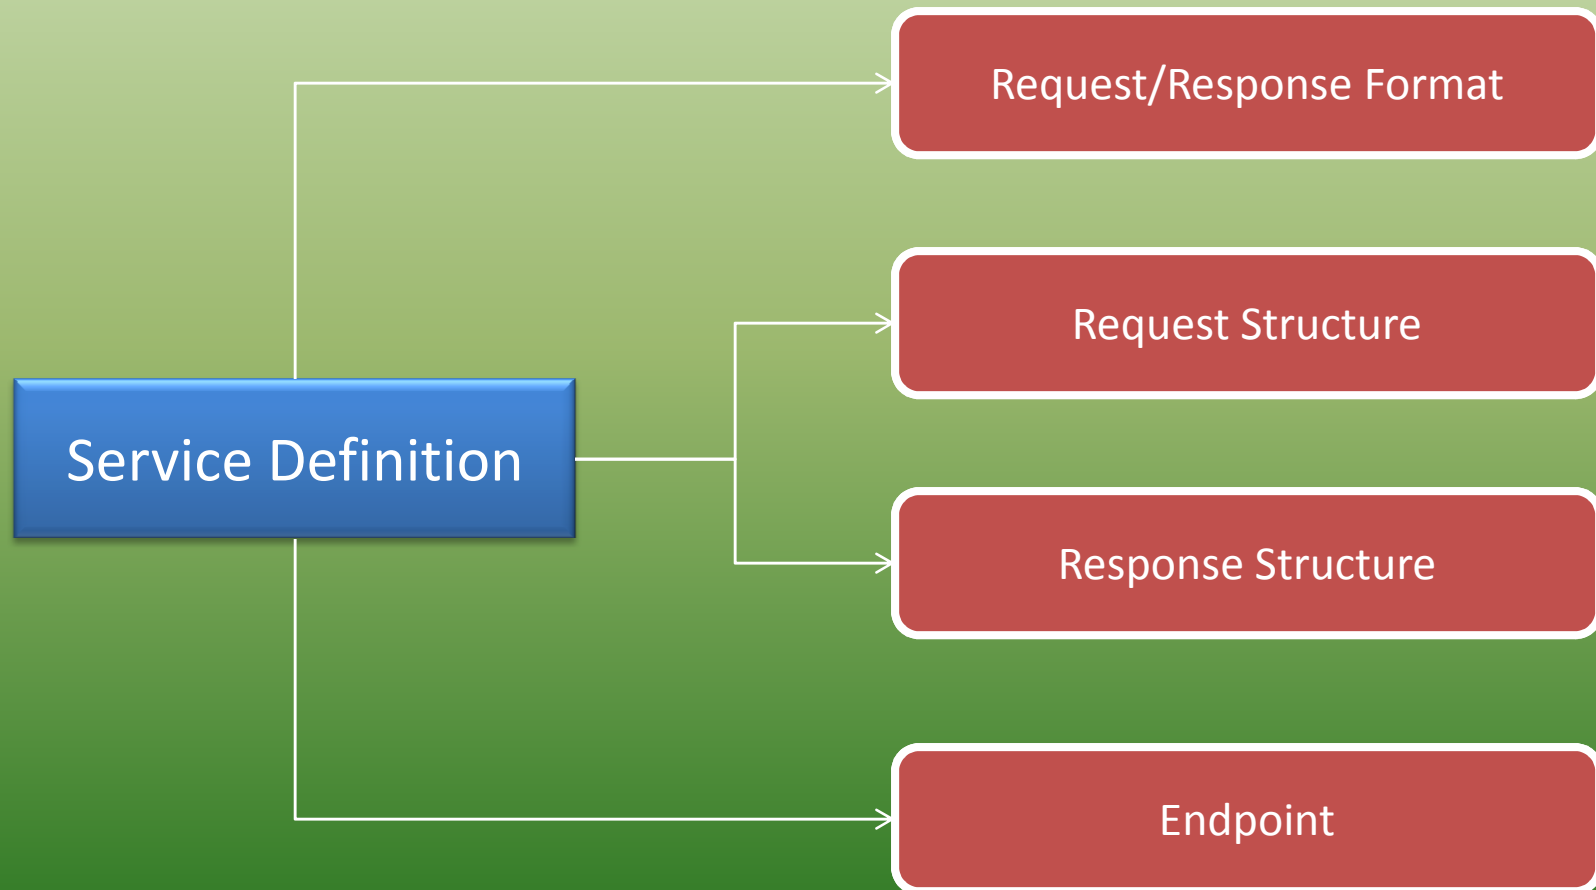 Request/Response Format
Request Structure
Service Definition
Response Structure
Endpoint